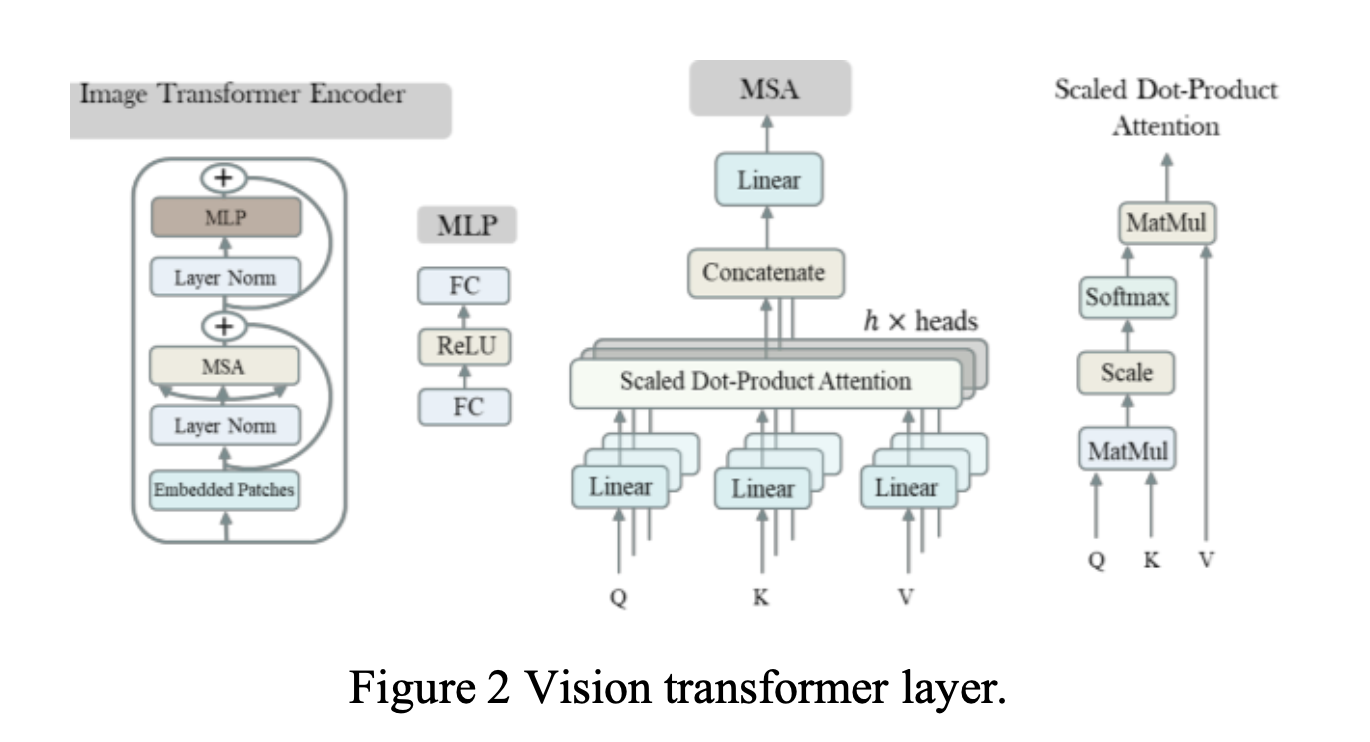 Image Transformer Encoder
+
MLP
Layer Norm
+
MSA
Layer Norm
Embedded Patches
MLP
FC
ReLU
FC
MSA
Linear
Concatenate
h × heads
Scaled Dot-Product Attention
Linear Linear Linear
Q K V
Scaled Dot-Product
Attention
MatMul
Softmax
Scale
MatMul
Q K V
Figure 2 Vision transformer layer.